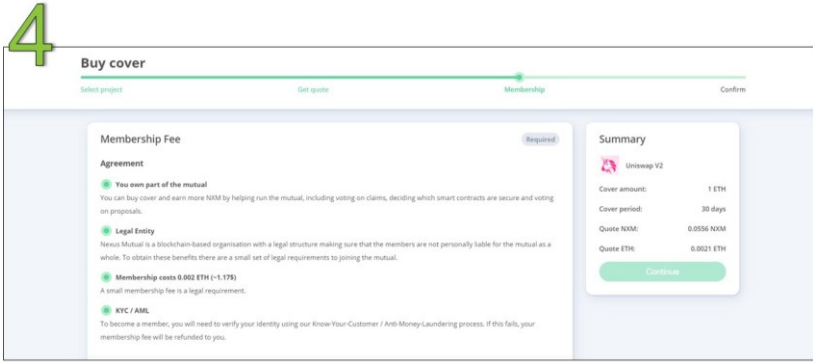 4
Buy cover
Select project Get quote Membership Confirm
Membership Fee Required
Agreement
You own part of the mutual
You can buy cover and earn more NXM by helping run the mutual, including voting on claims, deciding which smart contracts are secure and voting
on proposals.
Legal Entity
Nexus Mutual is a blockchain-based organisation with a legal structure making sure that the members are not personally liable for the mutual as a
whole. To obtain these benefits there are a small set of legal requirements to joining the mutual.
Membership costs 0.002 ETH (~1.17$)
A small membership fee is a legal requirement.
KYC / AML
To become a member, you will need to verify your identity using our Know-Your-Customer / Anti-Money-Laundering process. If this fails, your
membership fee will be refunded to you.
Summary
Uniswap V2
Cover amount: 1 ETH
Cover period: 30 days
Quote NXM: 0.0556 NXM
Quote ETH: 0.0021 ETH
Continue